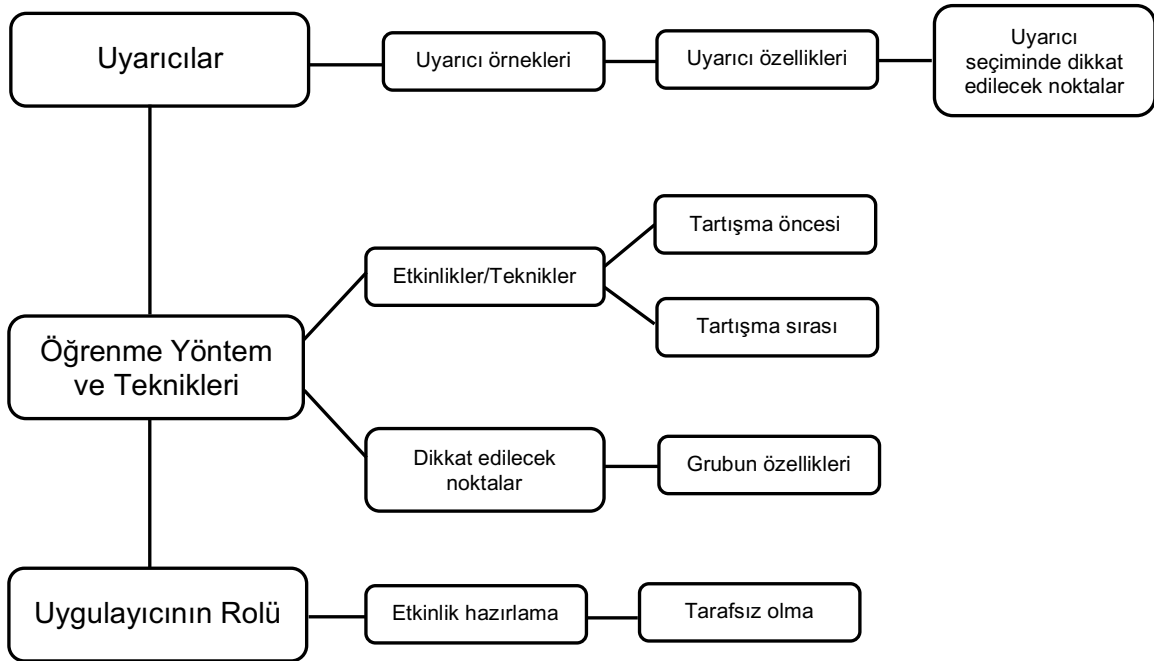 Uyarıcılar
Uyarıcı örnekleri
Uyarıcı özellikleri
Uyarıcı
seçiminde dikkat
edilecek noktalar
Tartışma öncesi
Etkinlikler/Teknikler
Tartışma sırası
Öğrenme Yöntem
ve Teknikleri
Dikkat edilecek
noktalar
Grubun özellikleri
Uygulayıcının Rolü
Etkinlik hazırlama
Tarafsız olma